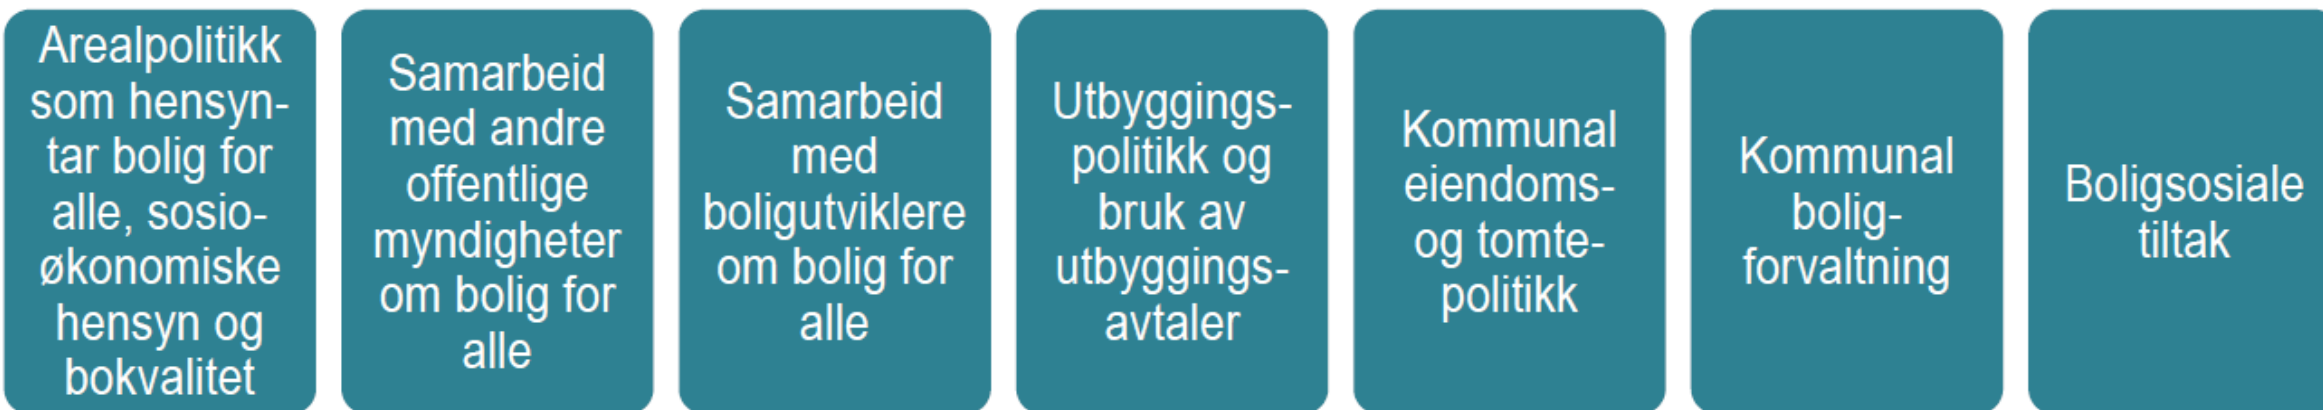 Arealpolitikk
som hensyn-
tar bolig for
alle, sosio-
økonomiske
hensyn og
bokvalitet
Samarbeid
med andre
offentlige
myndigheter
om bolig for
alle
Samarbeid
med
boligutviklere
om bolig for
alle
Utbyggings-
politikk og
bruk av
utbyggings-
avtaler
Kommunal
eiendoms-
og tomte-
politikk
Kommunal
bolig-
forvaltning
Boligsosiale
tiltak